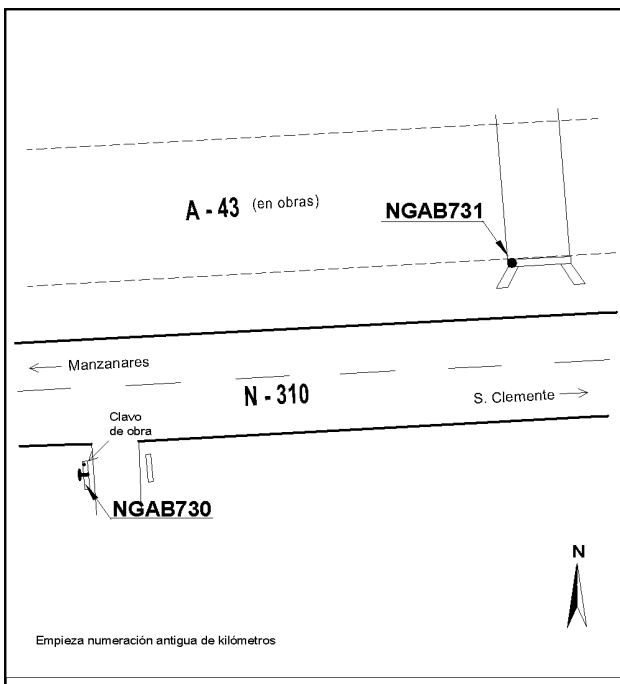 A - 43 (en obras)
NGAB731
Manzanares
N - 310
S. Clemente
Clavo
de obra
NGAB730
N
Empieza numeración antigua de kilómetros